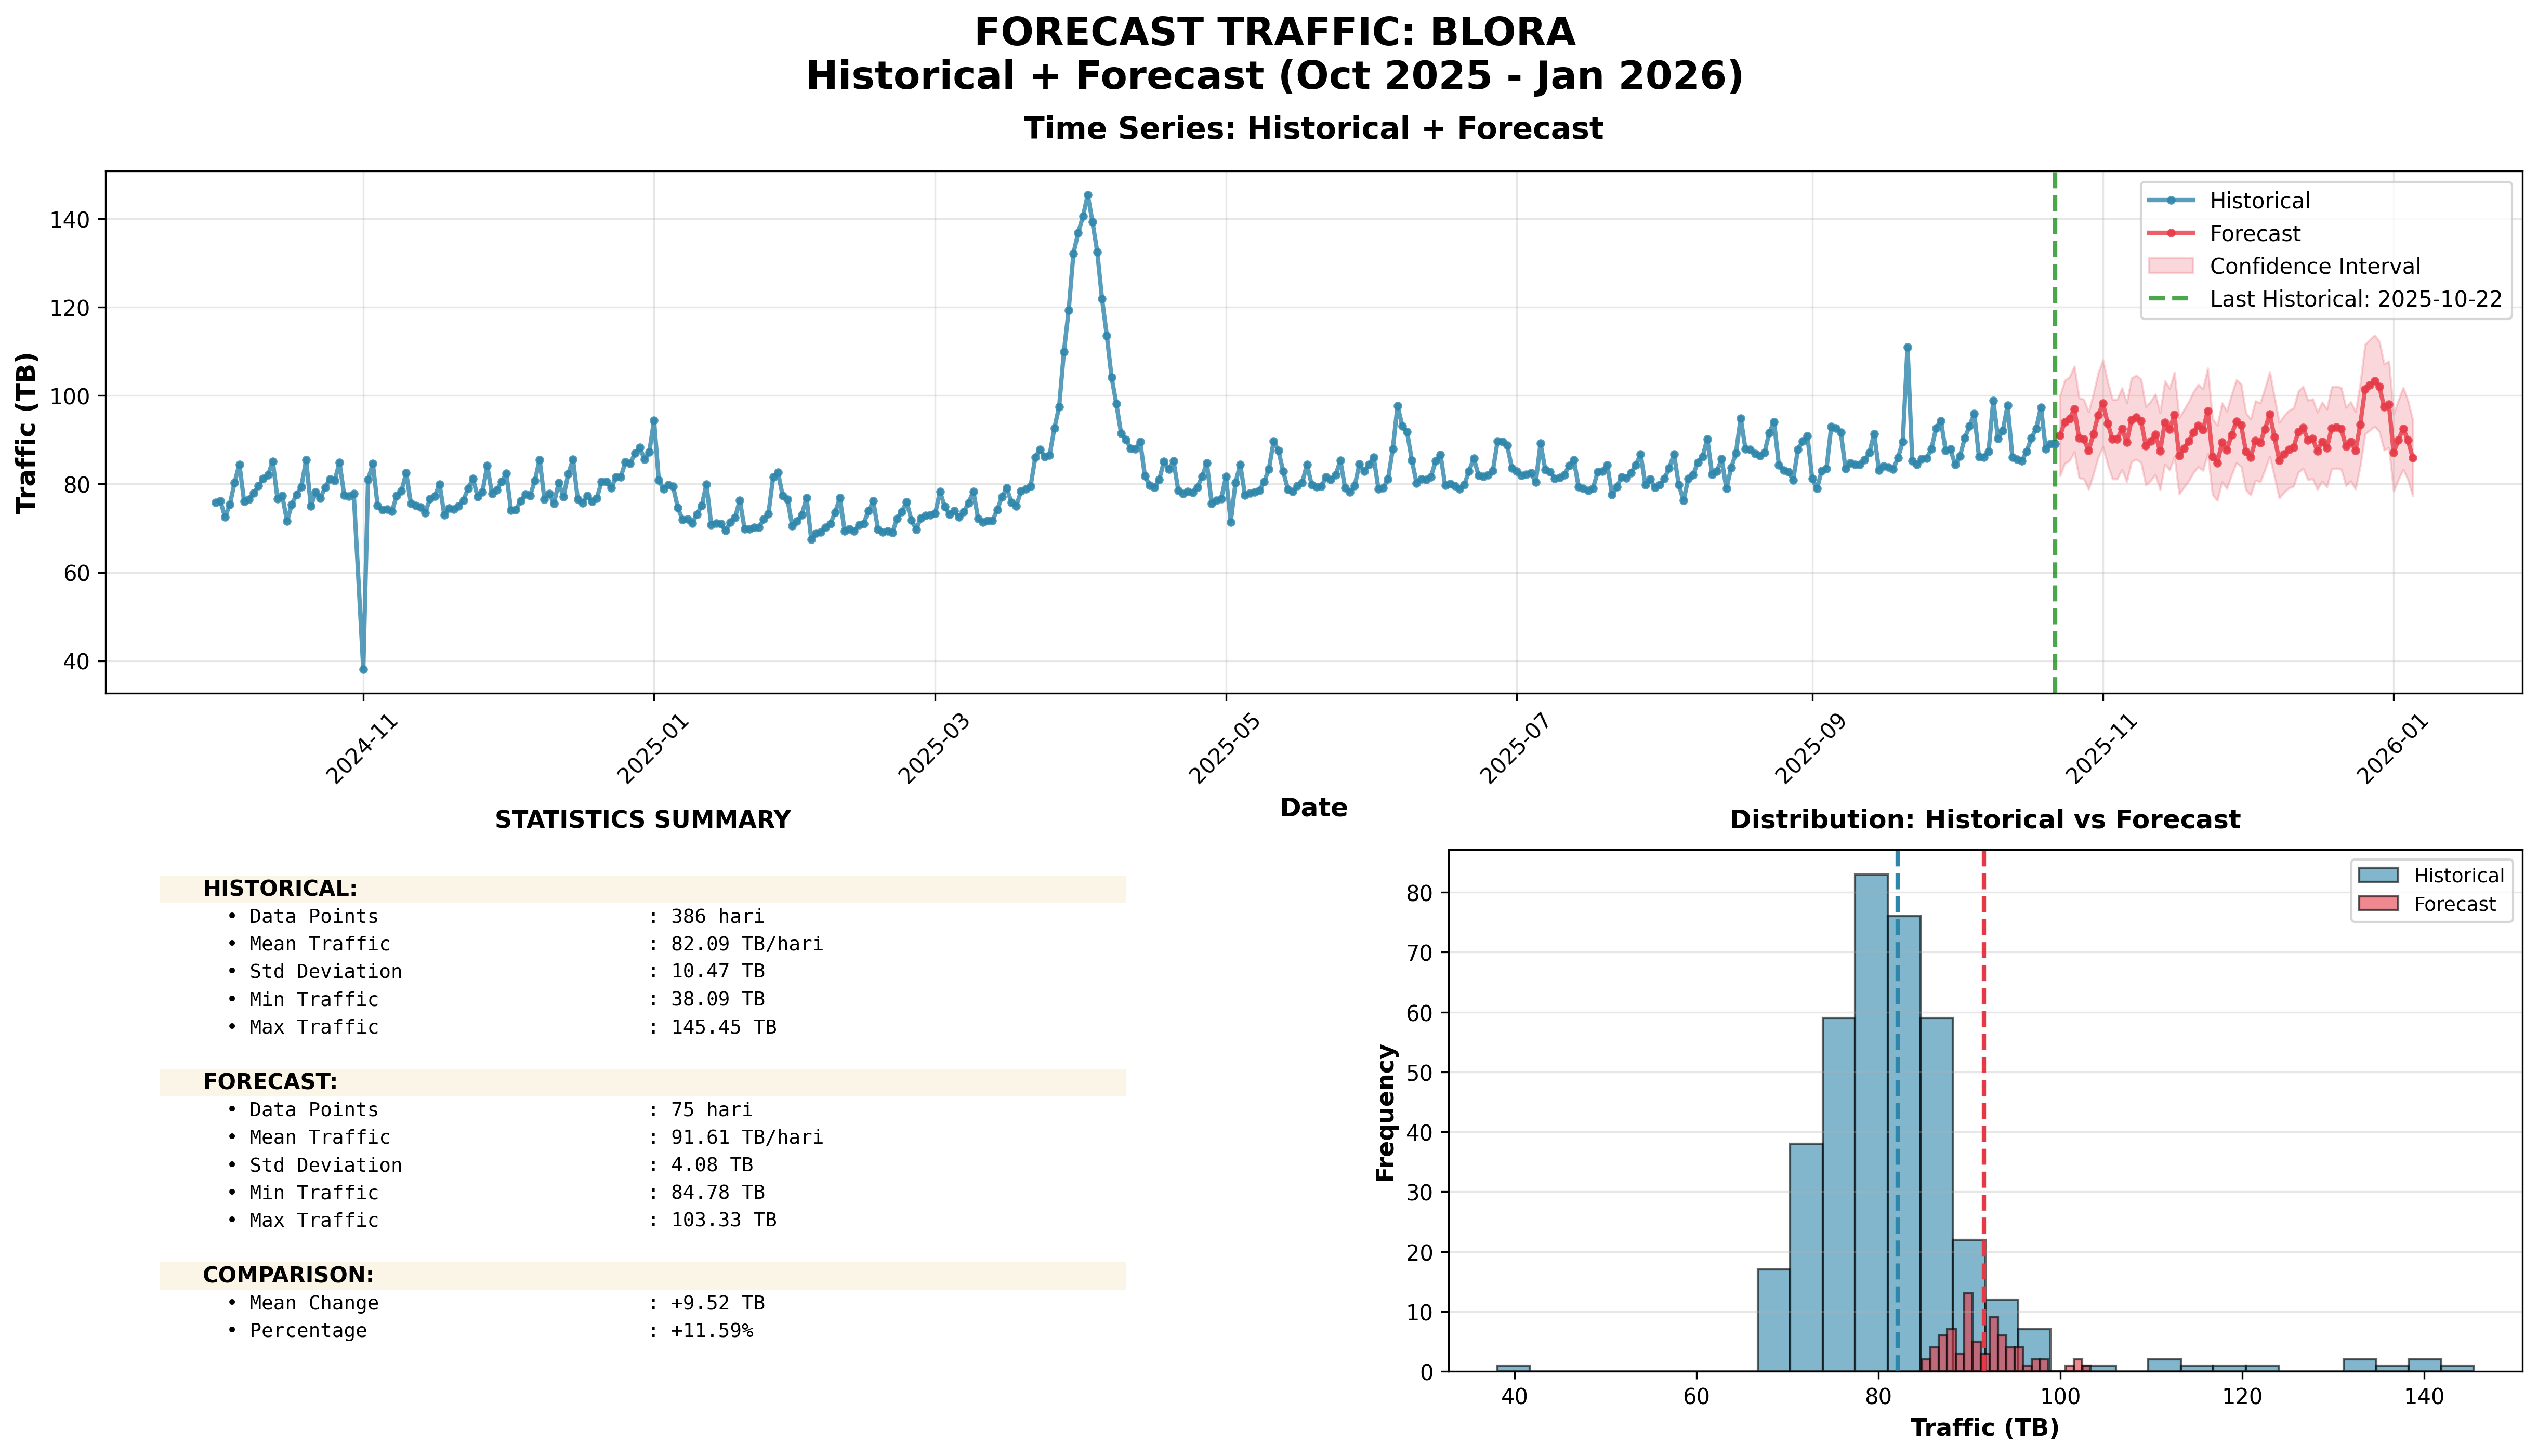 FORECAST TRAFFIC: BLORA
Historical + Forecast (Oct 2025 - Jan 2026)
Time Series: Historical + Forecast
Traffic (TB)
140
120
100
80
60
40
Historical
Forecast
Confidence Interval
Last Historical: 2025-10-22
2024-11
2025-01
2025-03
2025-05
2025-07
2025-09
2025-11
2026-01
Date
STATISTICS SUMMARY
HISTORICAL:
• Data Points : 386 hari
• Mean Traffic : 82.09 TB/hari
• Std Deviation : 10.47 TB
• Min Traffic : 38.09 TB
• Max Traffic : 145.45 TB
FORECAST:
• Data Points : 75 hari
• Mean Traffic : 91.61 TB/hari
• Std Deviation : 4.08 TB
• Min Traffic : 84.78 TB
• Max Traffic : 103.33 TB
COMPARISON:
• Mean Change : +9.52 TB
• Percentage : +11.59%
Distribution: Historical vs Forecast
Frequency
80
70
60
50
40
30
20
10
0
Historical
Forecast
40
60
80
100
120
140
Traffic (TB)